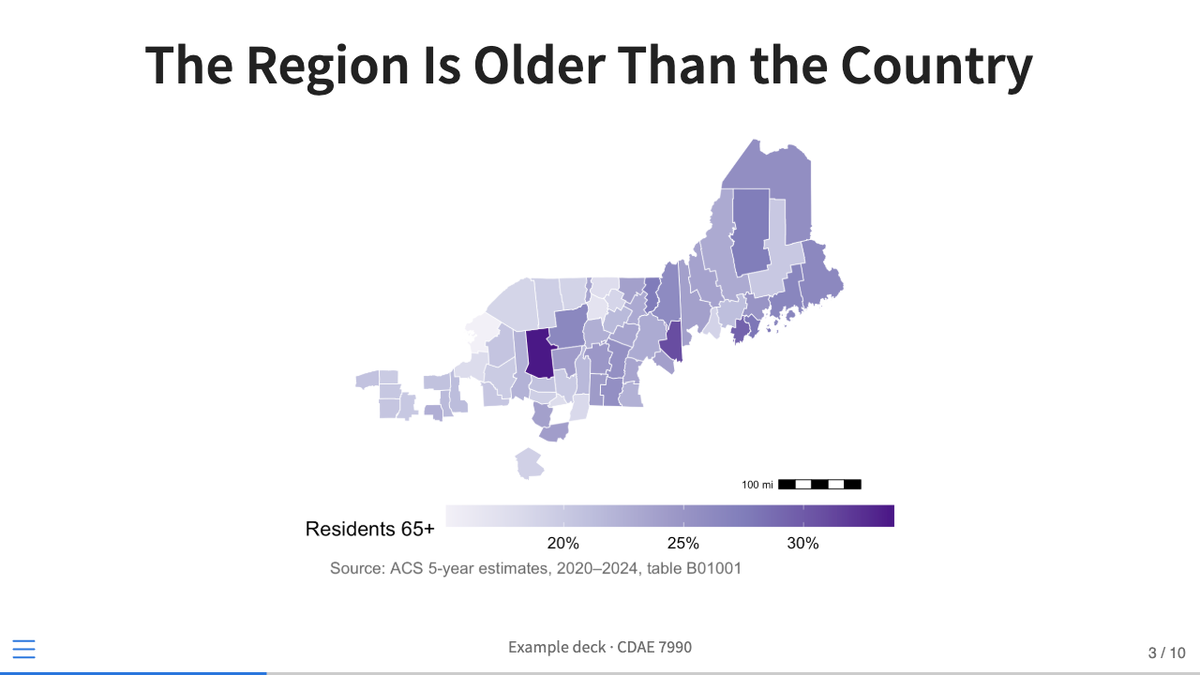 The Region Is Older Than the Country
100 mi
Residents 65+
20% 25% 30%
Source: ACS 5-year estimates, 2020–2024, table B01001
Example deck · CDAE 7990
3 / 10